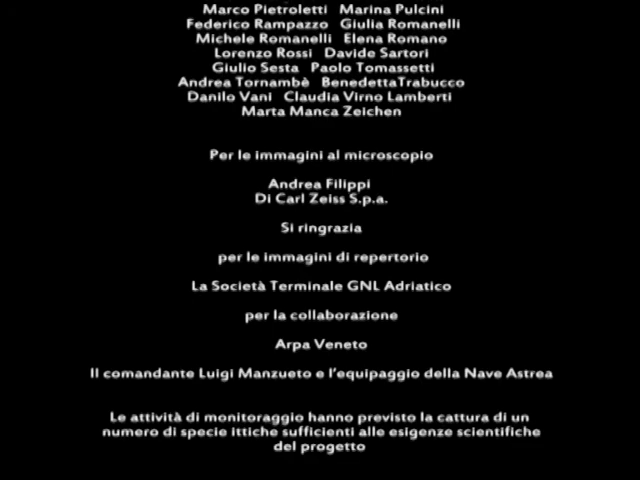 Marco Pietroletti Marina Pulcini
Federico Rampazzo Giulia Romanelli
Michele Romanelli Elena Romano
Lorenzo Rossi Davide Sartori
Giulio Sesta Paolo Tomassetti
Andrea Tornambè BenedettaTrabucco
Danilo Vani Claudia Virno Lamberti
Marta Manca Zeichen
Per le immagini al microscopio
Andrea Filippi
Di Carl Zeiss S.p.a.
Si ringrazia
per le immagini di repertorio
La Società Terminale GNL Adriatico
per la collaborazione
Arpa Veneto
Il comandante Luigi Manzueto e l'equipaggio della Nave Astrea
Le attività di monitoraggio hanno previsto la cattura di un
numero di specie ittiche sufficienti alle esigenze scientifiche
del progetto